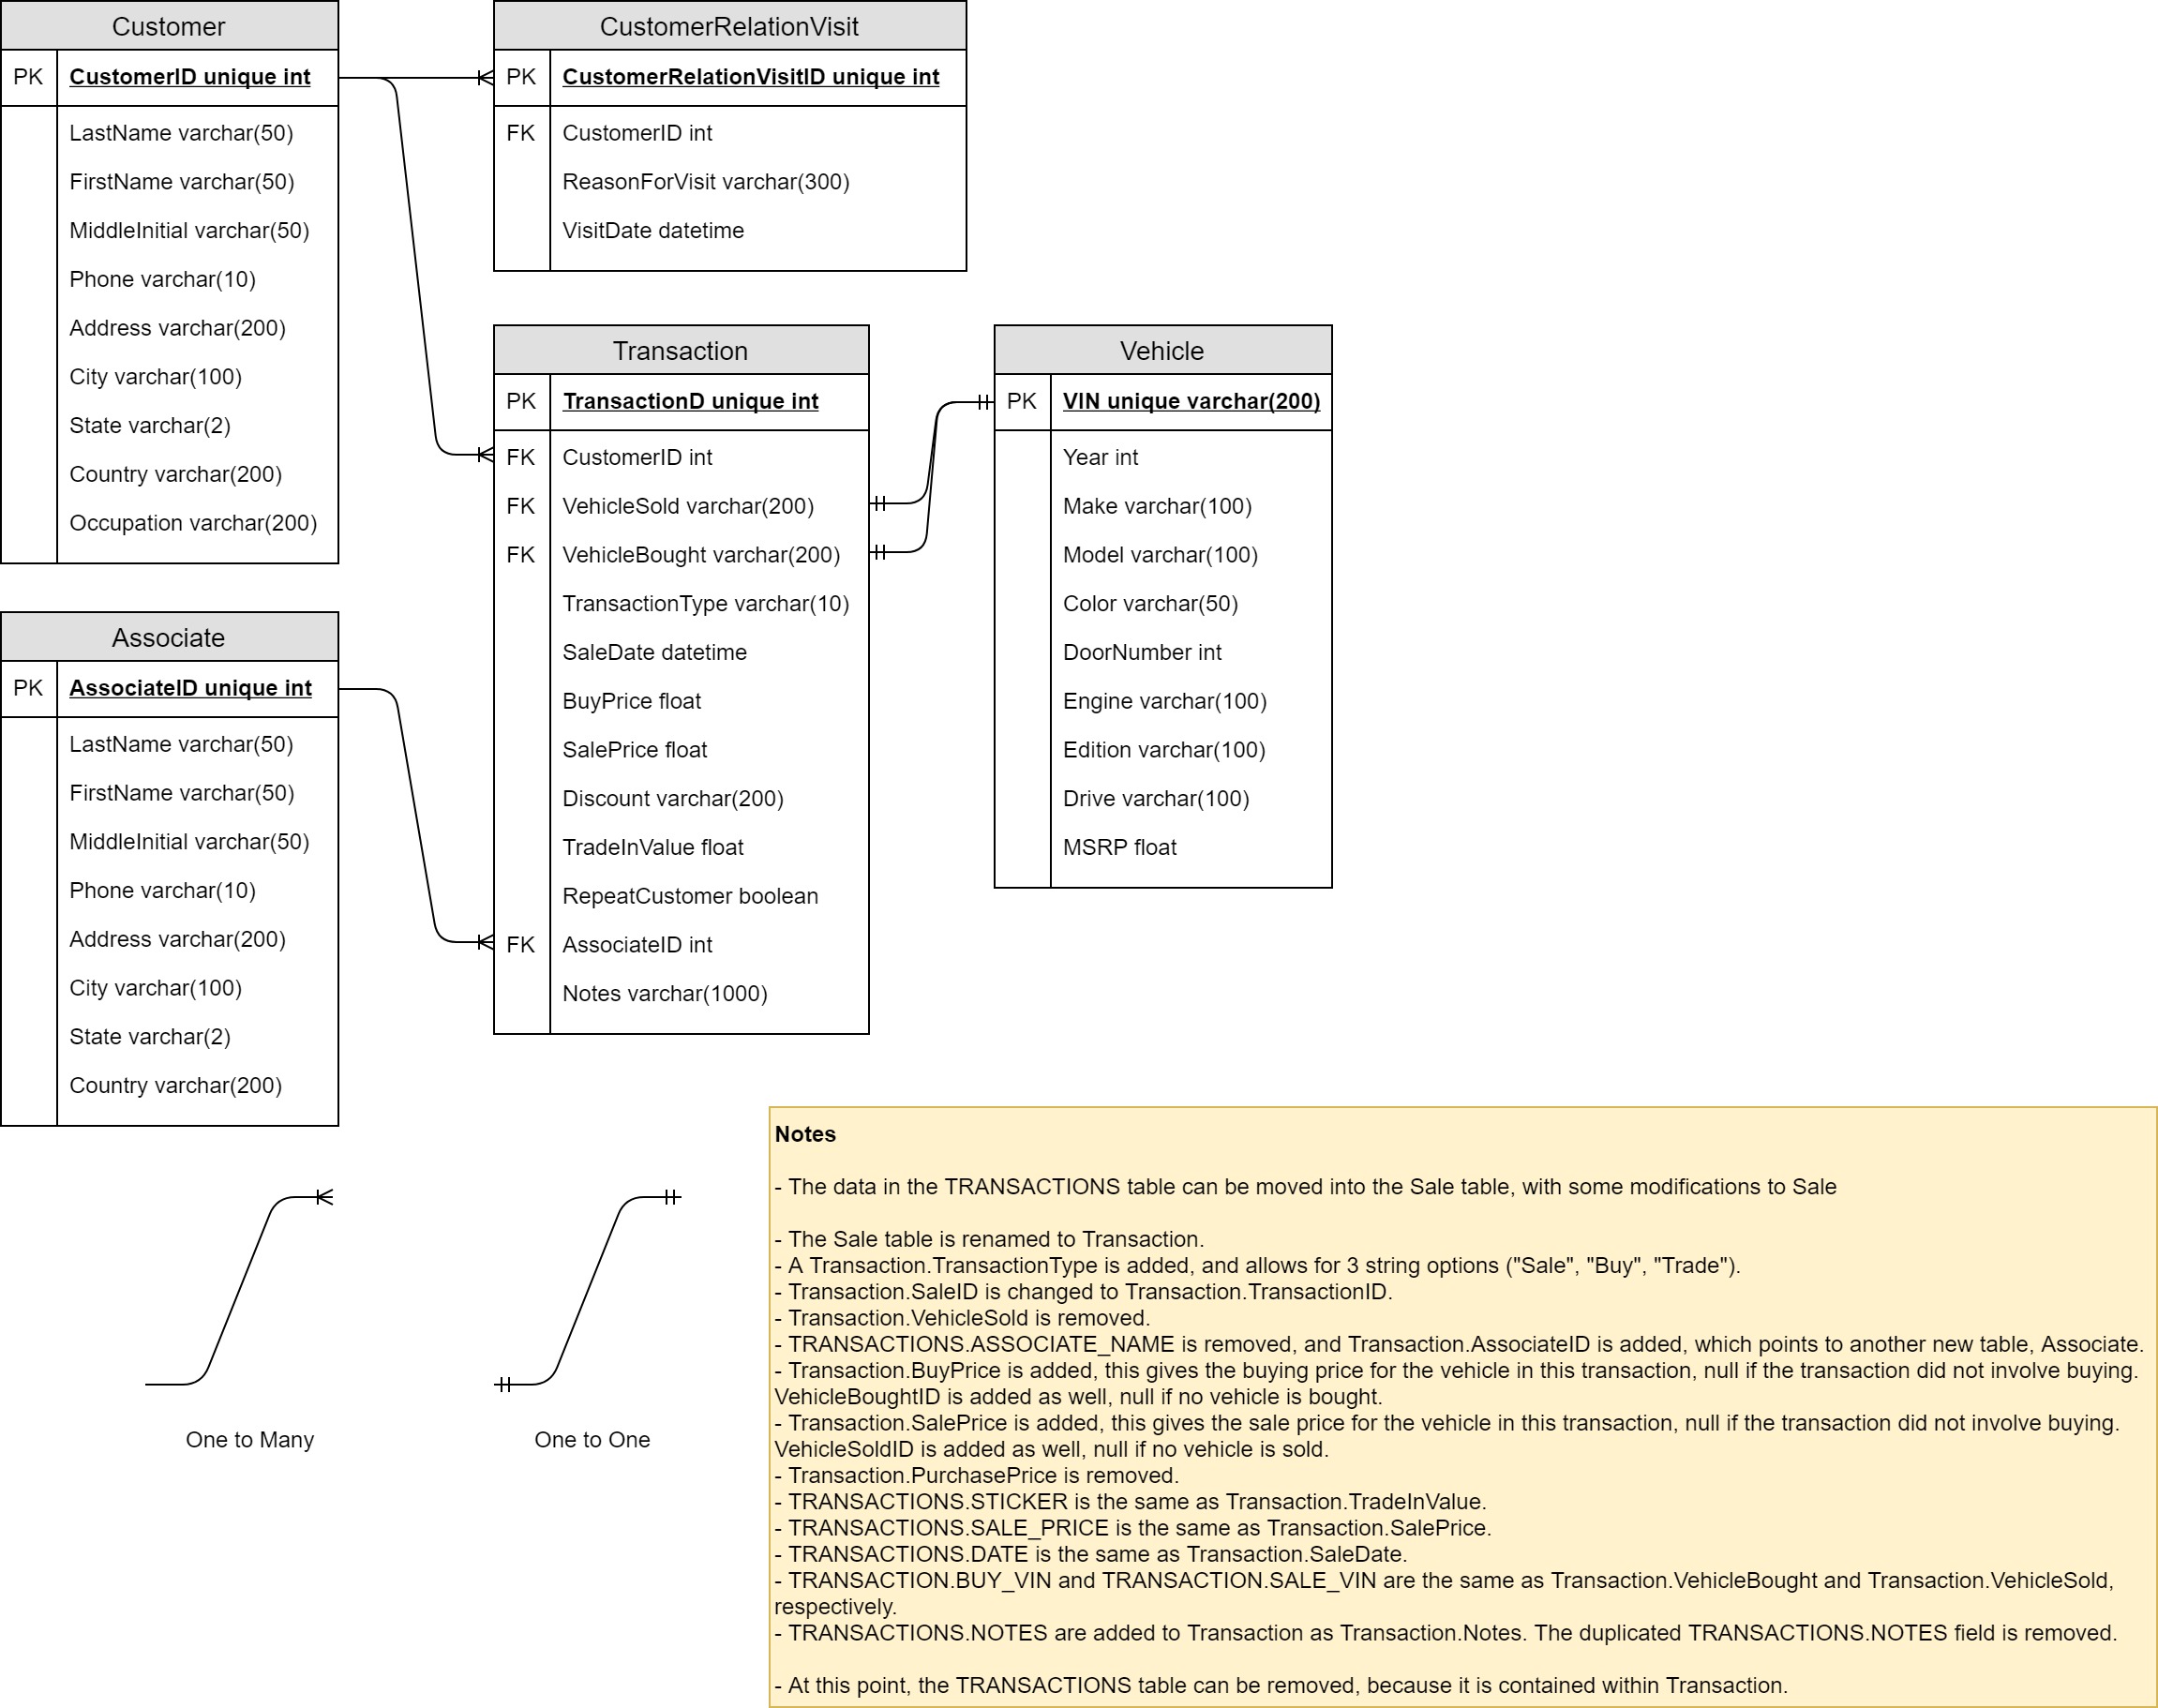 Customer
PK CustomerID unique int
LastName varchar(50)
FirstName varchar(50)
MiddleInitial varchar(50)
Phone varchar(10)
Address varchar(200)
City varchar(100)
State varchar(2)
Country varchar(200)
Occupation varchar(200)
CustomerRelationVisit
PK CustomerRelationVisitID unique int
FK CustomerID int
ReasonForVisit varchar(300)
VisitDate datetime
Transaction
PK TransactionD unique int
FK CustomerID int
FK VehicleSold varchar(200)
FK VehicleBought varchar(200)
TransactionType varchar(10)
SaleDate datetime
BuyPrice float
SalePrice float
Discount varchar(200)
TradeInValue float
RepeatCustomer boolean
FK AssociateID int
Notes varchar(1000)
Vehicle
PK VIN unique varchar(200)
Year int
Make varchar(100)
Model varchar(100)
Color varchar(50)
DoorNumber int
Engine varchar(100)
Edition varchar(100)
Drive varchar(100)
MSRP float
Associate
PK AssociateID unique int
LastName varchar(50)
FirstName varchar(50)
MiddleInitial varchar(50)
Phone varchar(10)
Address varchar(200)
City varchar(100)
State varchar(2)
Country varchar(200)
One to Many
One to One
Notes
- The data in the TRANSACTIONS table can be moved into the Sale table, with some modifications to Sale
- The Sale table is renamed to Transaction.
- A Transaction.TransactionType is added, and allows for 3 string options ("Sale", "Buy", "Trade").
- Transaction.SaleID is changed to Transaction.TransactionID.
- Transaction.VehicleSold is removed.
- TRANSACTIONS.ASSOCIATE_NAME is removed, and Transaction.AssociateID is added, which points to another new table, Associate.
- Transaction.BuyPrice is added, this gives the buying price for the vehicle in this transaction, null if the transaction did not involve buying.
VehicleBoughtID is added as well, null if no vehicle is bought.
- Transaction.SalePrice is added, this gives the sale price for the vehicle in this transaction, null if the transaction did not involve buying.
VehicleSoldID is added as well, null if no vehicle is sold.
- Transaction.PurchasePrice is removed.
- TRANSACTIONS.STICKER is the same as Transaction.TradeInValue.
- TRANSACTIONS.SALE_PRICE is the same as Transaction.SalePrice.
- TRANSACTIONS.DATE is the same as Transaction.SaleDate.
- TRANSACTION.BUY_VIN and TRANSACTION.SALE_VIN are the same as Transaction.VehicleBought and Transaction.VehicleSold,
respectively.
- TRANSACTIONS.NOTES are added to Transaction as Transaction.Notes. The duplicated TRANSACTIONS.NOTES field is removed.
- At this point, the TRANSACTIONS table can be removed, because it is contained within Transaction.